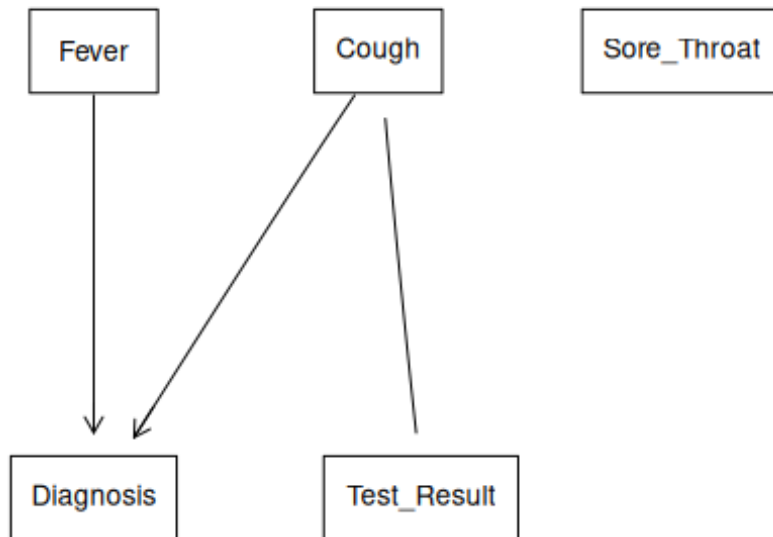 Fever
Cough
Sore_Throat
Diagnosis
Test_Result